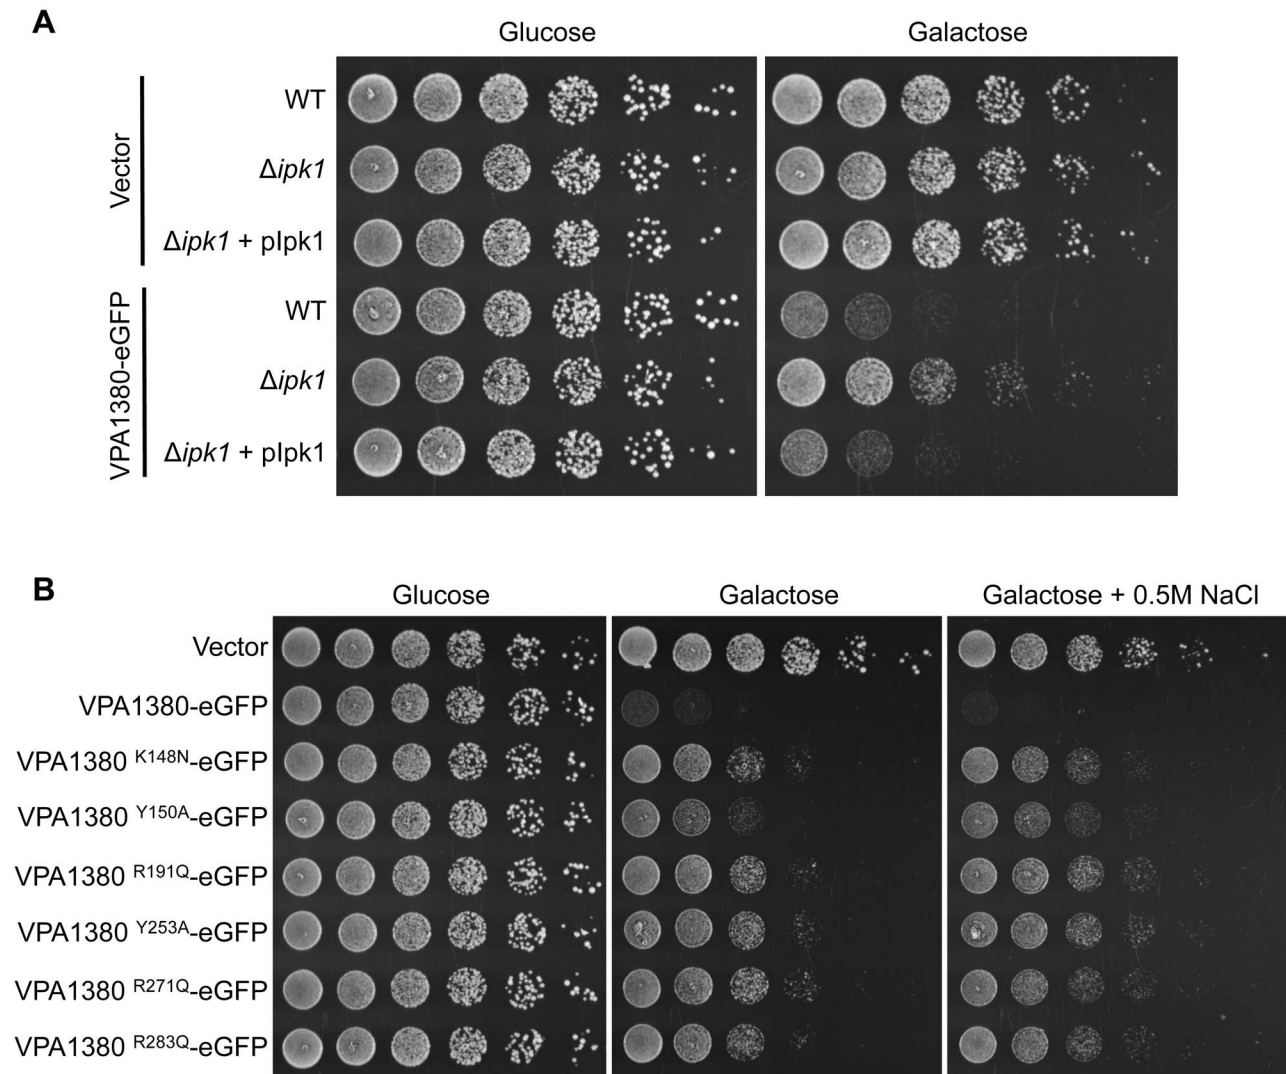 A
Glucose Galactose
Vector
WT
Δipk1
Δipk1 + pIpk1
VPA1380-eGFP
WT
Δipk1
Δipk1 + pIpk1
B
Glucose Galactose Galactose + 0.5M NaCl
Vector
VPA1380-eGFP
VPA1380 K148N-eGFP
VPA1380 Y150A-eGFP
VPA1380 R191Q-eGFP
VPA1380 Y253A-eGFP
VPA1380 R271Q-eGFP
VPA1380 R283Q-eGFP